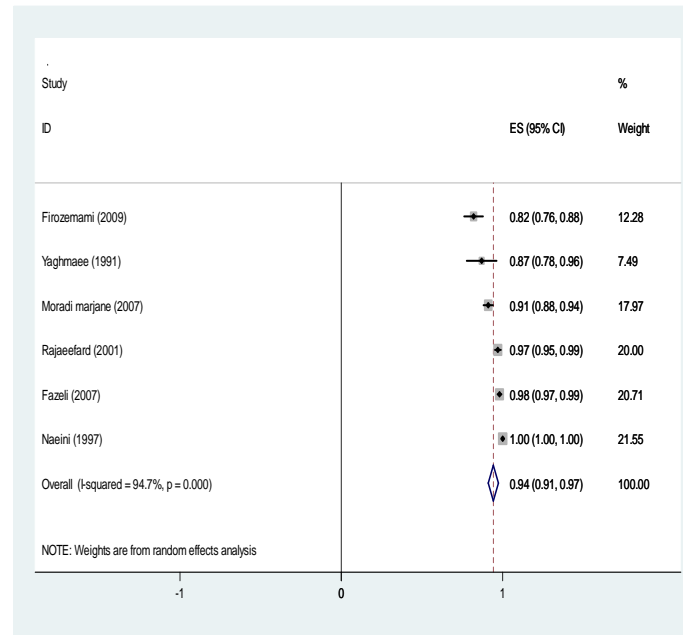 .
Study %
ID ES (95% CI) Weight
Firozemami (2009) 0.82 (0.76, 0.88) 12.28
Yaghmaee (1991) 0.87 (0.78, 0.96) 7.49
Moradi marjane (2007) 0.91 (0.88, 0.94) 17.97
Rajaeefard (2001) 0.97 (0.95, 0.99) 20.00
Fazeli (2007) 0.98 (0.97, 0.99) 20.71
Naeini (1997) 1.00 (1.00, 1.00) 21.55
Overall (I-squared = 94.7%, p = 0.000) 0.94 (0.91, 0.97) 100.00
NOTE: Weights are from random effects analysis
-1 0 1